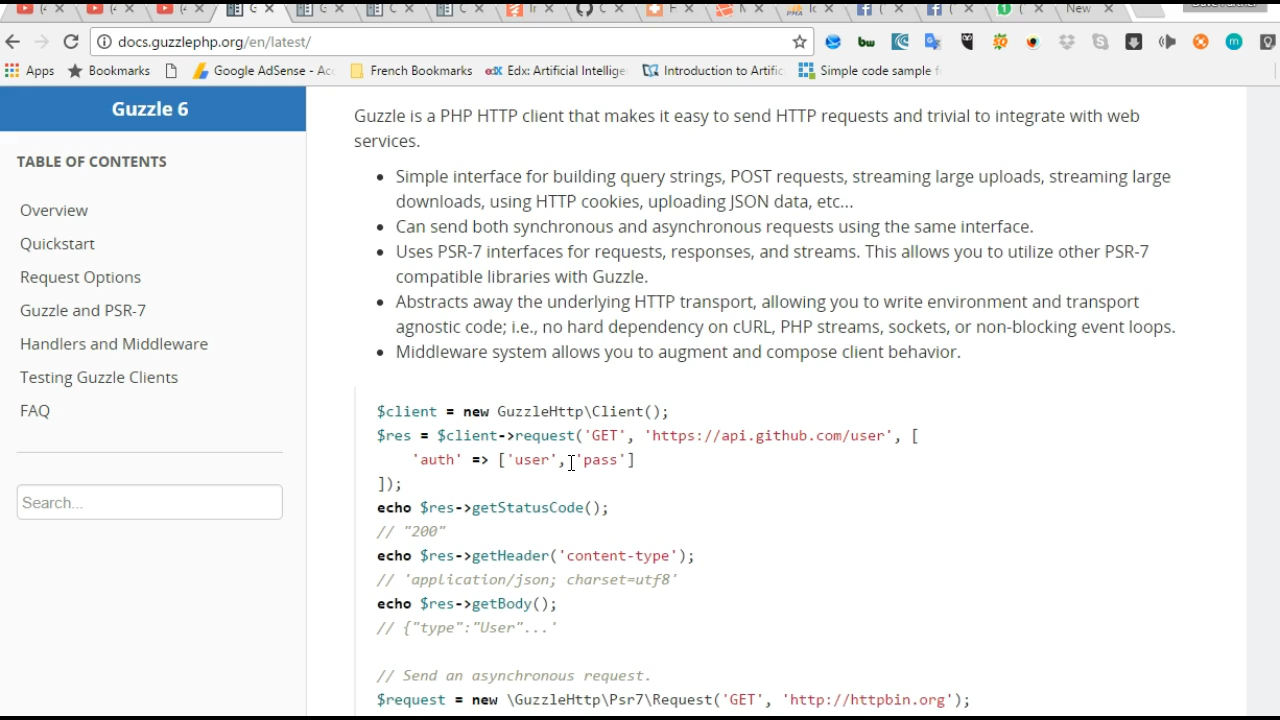 docs.guzzlephp.org/en/latest/
Apps Bookmarks Google AdSense - Acc French Bookmarks Edx: Artificial Intellige Introduction to Artific Simple code sample f
Guzzle 6
TABLE OF CONTENTS
Overview
Quickstart
Request Options
Guzzle and PSR-7
Handlers and Middleware
Testing Guzzle Clients
FAQ
Search...
Guzzle is a PHP HTTP client that makes it easy to send HTTP requests and trivial to integrate with web
services.
• Simple interface for building query strings, POST requests, streaming large uploads, streaming large
downloads, using HTTP cookies, uploading JSON data, etc...
• Can send both synchronous and asynchronous requests using the same interface.
• Uses PSR-7 interfaces for requests, responses, and streams. This allows you to utilize other PSR-7
compatible libraries with Guzzle.
• Abstracts away the underlying HTTP transport, allowing you to write environment and transport
agnostic code; i.e., no hard dependency on cURL, PHP streams, sockets, or non-blocking event loops.
• Middleware system allows you to augment and compose client behavior.
$client = new GuzzleHttp\Client();
$res = $client->request('GET', 'https://api.github.com/user', [
'auth' => ['user', 'pass']
]);
echo $res->getStatusCode();
// "200"
echo $res->getHeader('content-type');
// 'application/json; charset=utf8'
echo $res->getBody();
// {"type":"User"...'
// Send an asynchronous request.
$request = new \GuzzleHttp\Psr7\Request('GET', 'http://httpbin.org');